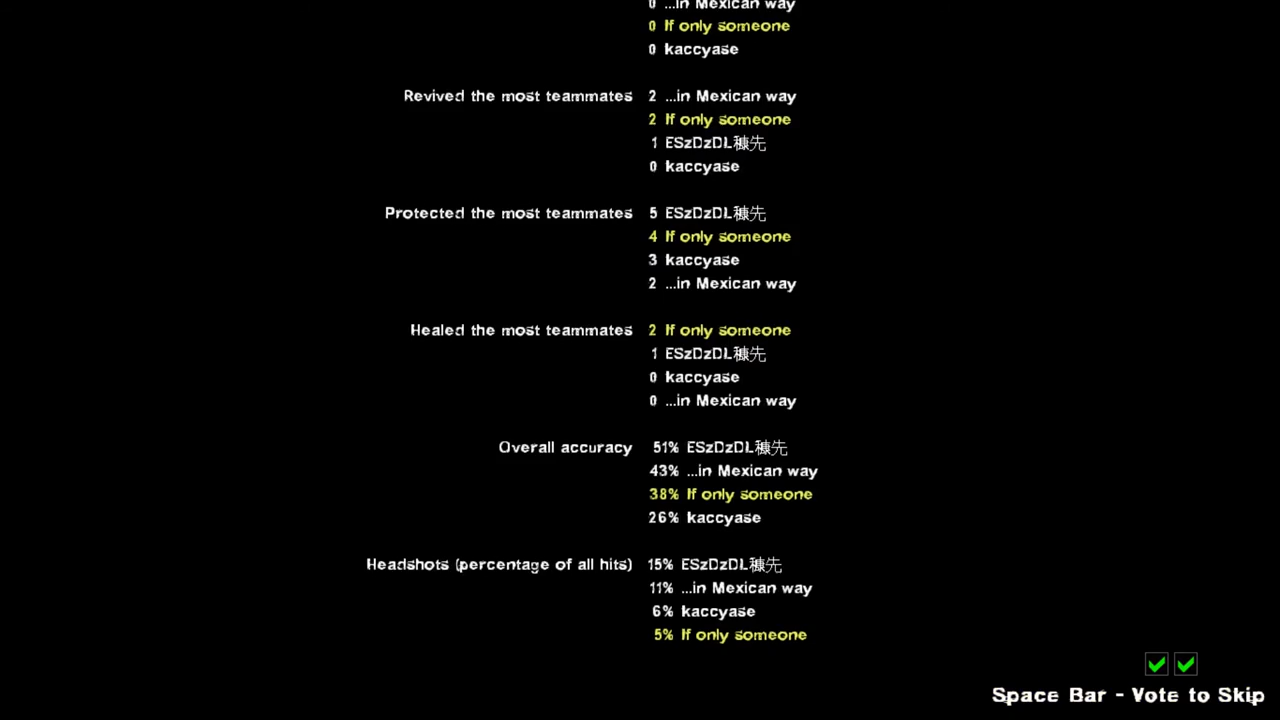 0 ...in Mexican way
0 If only someone
0 kaccyase
Revived the most teammates 2 ...in Mexican way
2 If only someone
1 ESzDzDL穂先
0 kaccyase
Protected the most teammates 5 ESzDzDL穂先
4 If only someone
3 kaccyase
2 ...in Mexican way
Healed the most teammates 2 If only someone
1 ESzDzDL穂先
0 kaccyase
0 ...in Mexican way
Overall accuracy 51% ESzDzDL穂先
43% ...in Mexican way
38% If only someone
26% kaccyase
Headshots (percentage of all hits) 15% ESzDzDL穂先
11% ...in Mexican way
6% kaccyase
5% If only someone
Space Bar - Vote to Skip